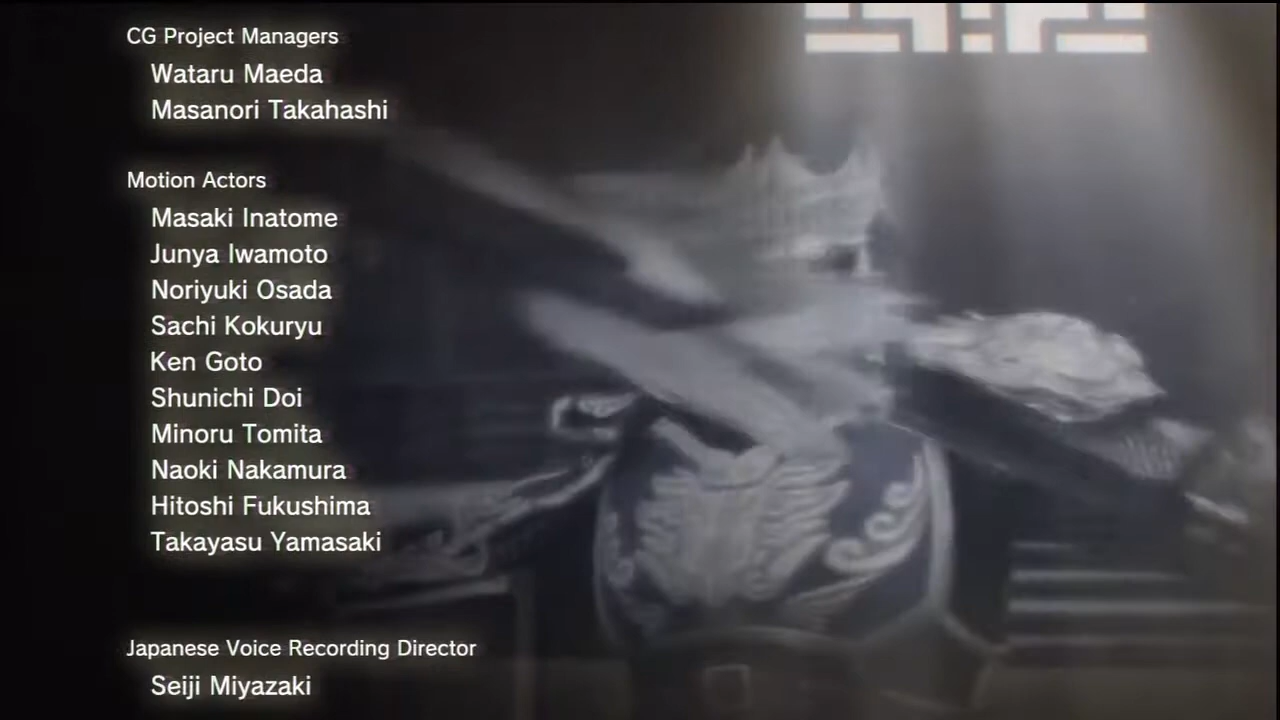 CG Project Managers
Wataru Maeda
Masanori Takahashi
Motion Actors
Masaki Inatome
Junya Iwamoto
Noriyuki Osada
Sachi Kokuryu
Ken Goto
Shunichi Doi
Minoru Tomita
Naoki Nakamura
Hitoshi Fukushima
Takayasu Yamasaki
Japanese Voice Recording Director
Seiji Miyazaki